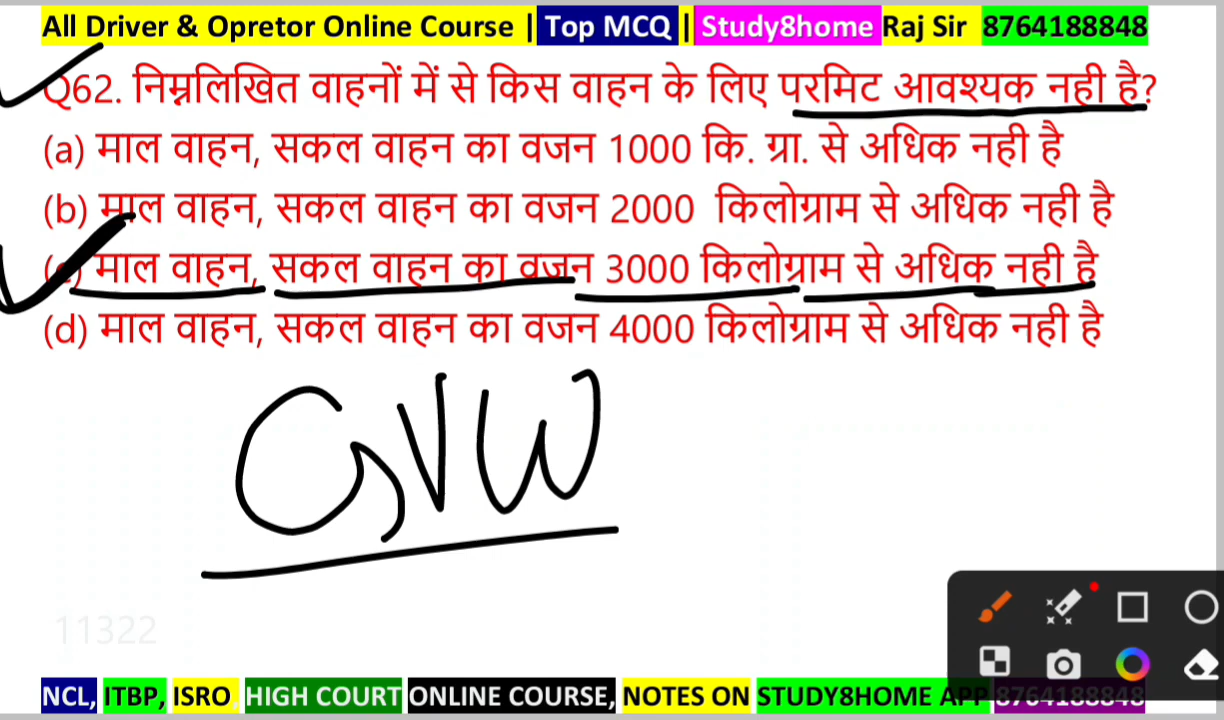 All Driver & Opretor Online Course | Top MCQ | Study8home Raj Sir 8764188848
Q62. निम्नलिखित वाहनों में से किस वाहन के लिए परमिट आवश्यक नही है?
(a) माल वाहन, सकल वाहन का वजन 1000 कि. ग्रा. से अधिक नही है
(b) माल वाहन, सकल वाहन का वजन 2000 किलोग्राम से अधिक नही है
(c) माल वाहन, सकल वाहन का वजन 3000 किलोग्राम से अधिक नही है
(d) माल वाहन, सकल वाहन का वजन 4000 किलोग्राम से अधिक नही है
GVW
11322
NCL, ITBP, ISRO, HIGH COURT ONLINE COURSE, NOTES ON STUDY8HOME APP 8764188848